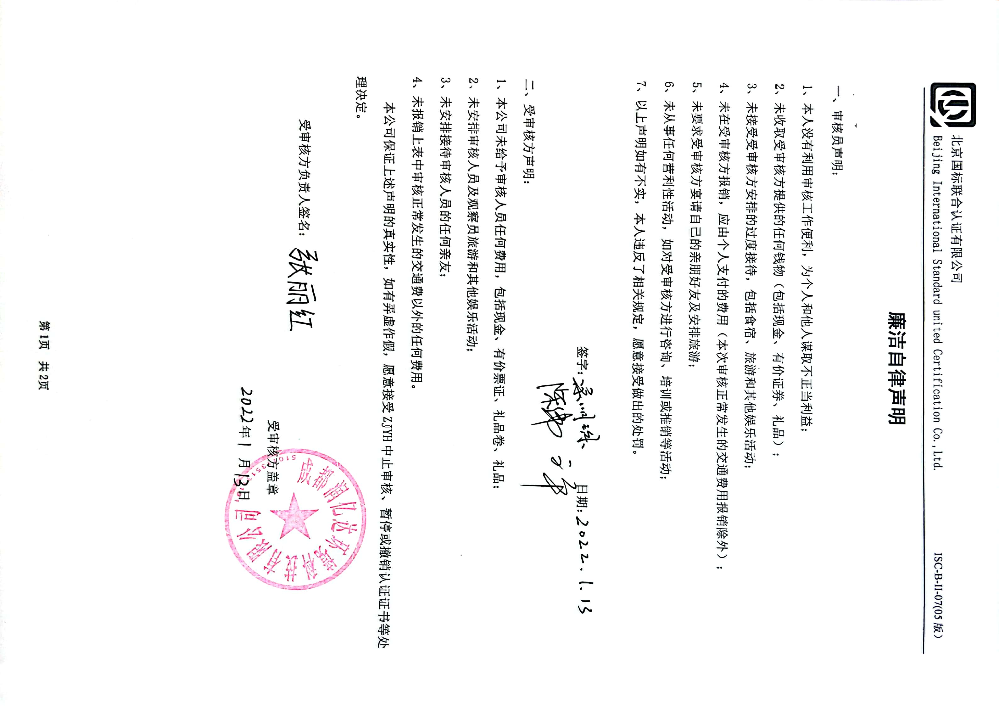 北京国标联合认证有限公司
Beijing International Standard united Certification Co.,Ltd. ISC-B-II-07(05版)
廉洁自律声明
一、审核员声明：
1、本人没有利用审核工作便利，为个人和他人谋取不正当利益；
2、未收取受审核方提供的任何钱物（包括现金、有价证券、礼品）；
3、未接受受审核方安排的过度接待，包括食宿、旅游和其他娱乐活动；
4、未在受审核方报销，应由个人支付的费用（本次审核正常发生的交通费用报销除外）；
5、未要求受审核方宴请自己的亲朋好友及安排旅游；
6、未从事任何营利性活动，如对受审核方进行咨询、培训或推销等活动；
7、以上声明如有不实，本人违反了相关规定，愿意接受做出的处罚。
签字： 日期：2022.1.13
二、受审核方声明：
1、本公司未给予审核人员任何费用，包括现金、有价票证、礼品卷、礼品；
2、未安排审核人员及观察员旅游和其他娱乐活动；
3、未安排接待审核人员的任何亲友；
4、未报销上表中审核正常发生的交通费以外的任何费用。
本公司保证上述声明的真实性，如有弄虚作假，愿意接受ZJYH中止审核、暂停或撤销认证证书等处
理决定。
受审核方负责人签名：张丽红
受审核方盖章
成都润亿达环境科技有限公司
2022年1月13日
第1页 共2页